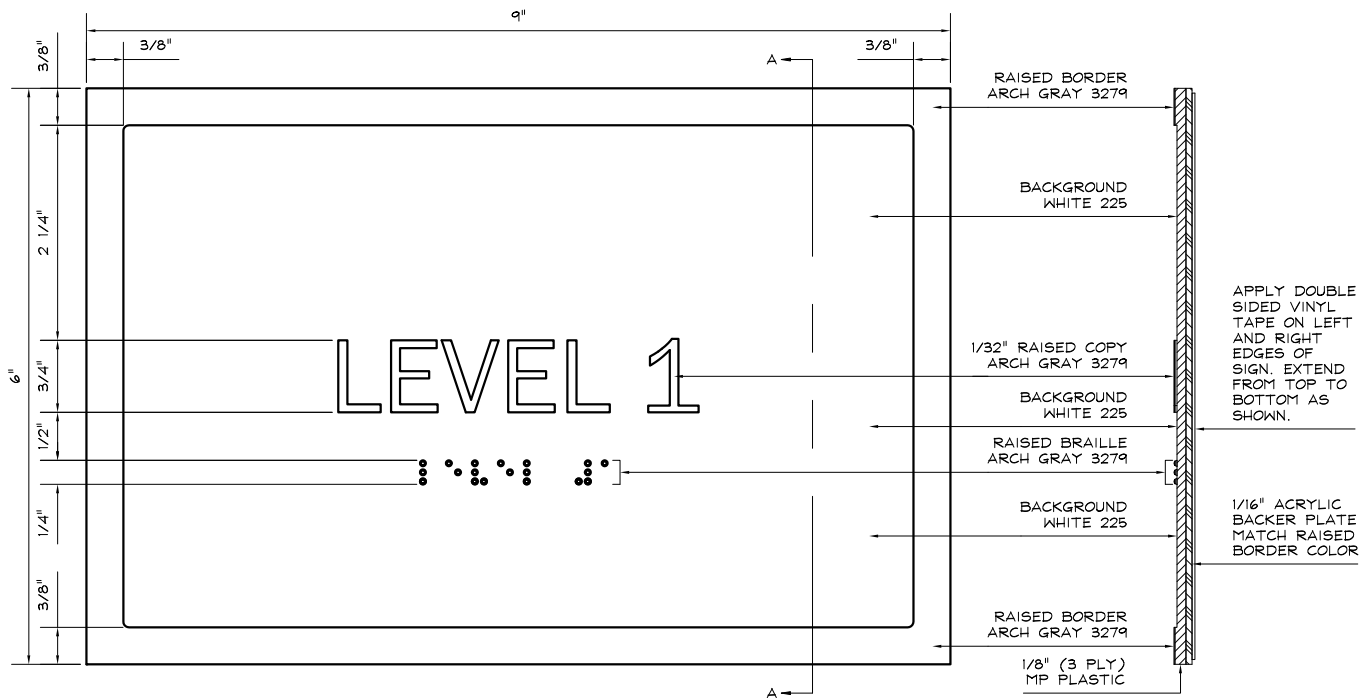 9"
3/8"
3/8"
3/8"
A
RAISED BORDER
ARCH GRAY 3279
BACKGROUND
WHITE 225
2 1/4"
APPLY DOUBLE
SIDED VINYL
TAPE ON LEFT
AND RIGHT
EDGES OF
SIGN. EXTEND
FROM TOP TO
BOTTOM AS
SHOWN.
6"
3/4"
LEVEL 1
1/32" RAISED COPY
ARCH GRAY 3279
BACKGROUND
WHITE 225
1/2"
⠇⠑⠧⠑⠇ ⠼⠁
RAISED BRAILLE
ARCH GRAY 3279
1/4"
BACKGROUND
WHITE 225
1/16" ACRYLIC
BACKER PLATE
MATCH RAISED
BORDER COLOR
3/8"
RAISED BORDER
ARCH GRAY 3279
1/8" (3 PLY)
MP PLASTIC
A